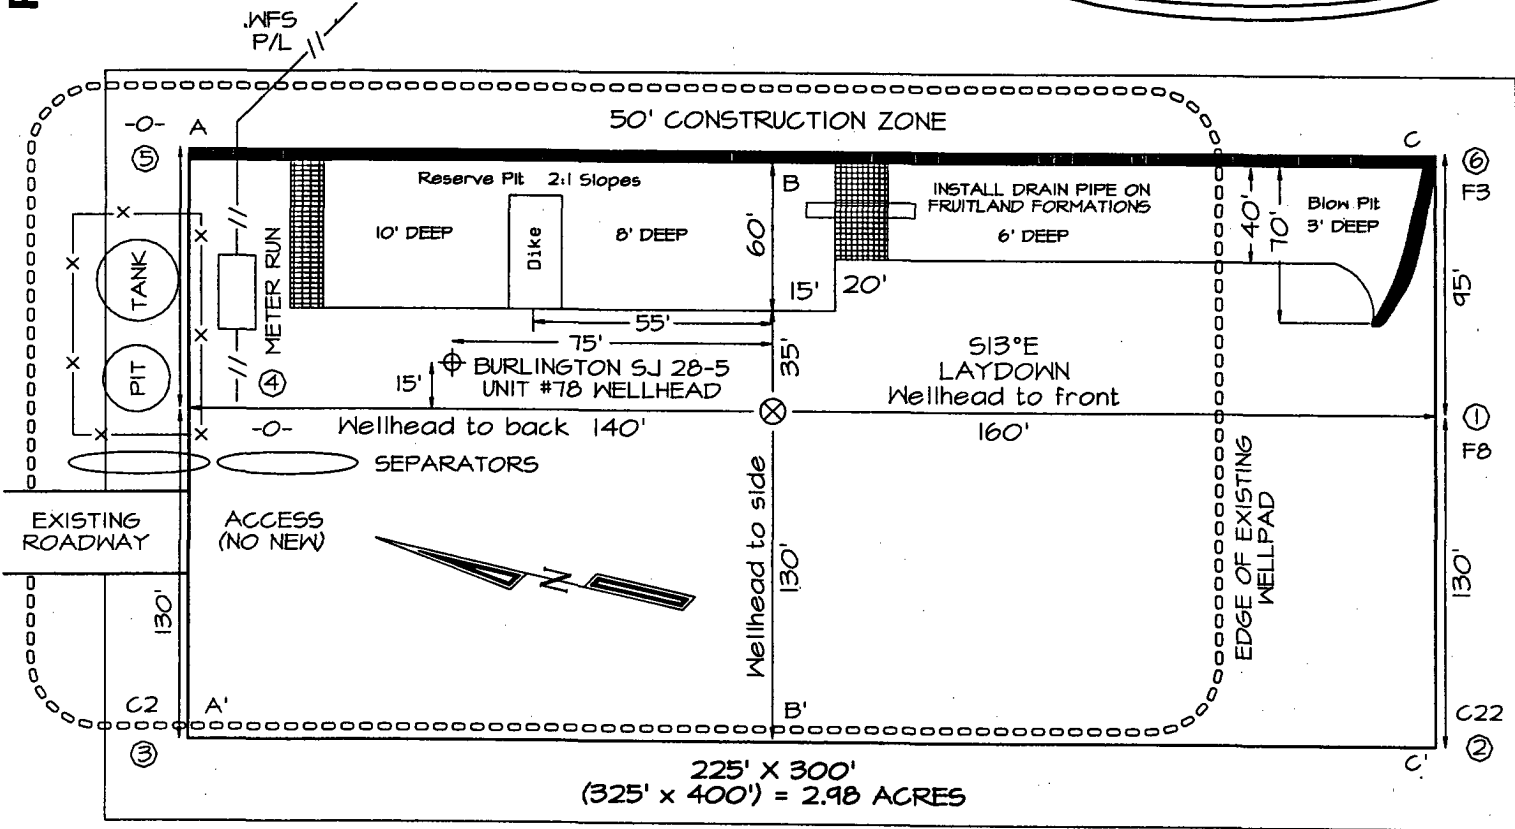 .WFS
P/L
50' CONSTRUCTION ZONE
-O-
A
C
5
6
F3
Reserve Pit 2:1 Slopes
B
INSTALL DRAIN PIPE ON
FRUITLAND FORMATIONS
6' DEEP
10' DEEP
Dike
8' DEEP
60'
40'
70'
Blow Pit
3' DEEP
TANK
METER RUN
15'
20'
95'
55'
75'
35'
PIT
4
15'
BURLINGTON SJ 28-5
UNIT #78 WELLHEAD
S13°E
LAYDOWN
Wellhead to front
160'
1
F8
-O-
Wellhead to back 140'
SEPARATORS
EXISTING
ROADWAY
ACCESS
(NO NEW)
N
Wellhead to side
130'
EDGE OF EXISTING
WELLPAD
130'
130'
C2
A'
B'
C22
3
2
C'
225' X 300'
(325' x 400') = 2.98 ACRES